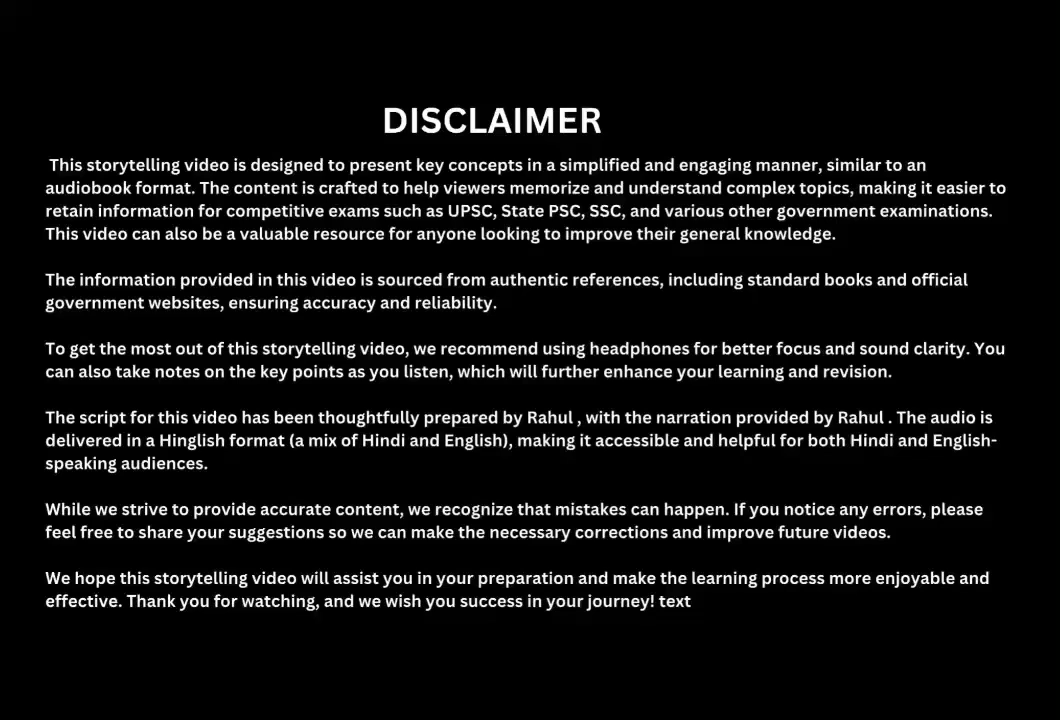 DISCLAIMER
This storytelling video is designed to present key concepts in a simplified and engaging manner, similar to an
audiobook format. The content is crafted to help viewers memorize and understand complex topics, making it easier to
retain information for competitive exams such as UPSC, State PSC, SSC, and various other government examinations.
This video can also be a valuable resource for anyone looking to improve their general knowledge.
The information provided in this video is sourced from authentic references, including standard books and official
government websites, ensuring accuracy and reliability.
To get the most out of this storytelling video, we recommend using headphones for better focus and sound clarity. You
can also take notes on the key points as you listen, which will further enhance your learning and revision.
The script for this video has been thoughtfully prepared by Rahul , with the narration provided by Rahul . The audio is
delivered in a Hinglish format (a mix of Hindi and English), making it accessible and helpful for both Hindi and English-
speaking audiences.
While we strive to provide accurate content, we recognize that mistakes can happen. If you notice any errors, please
feel free to share your suggestions so we can make the necessary corrections and improve future videos.
We hope this storytelling video will assist you in your preparation and make the learning process more enjoyable and
effective. Thank you for watching, and we wish you success in your journey! text